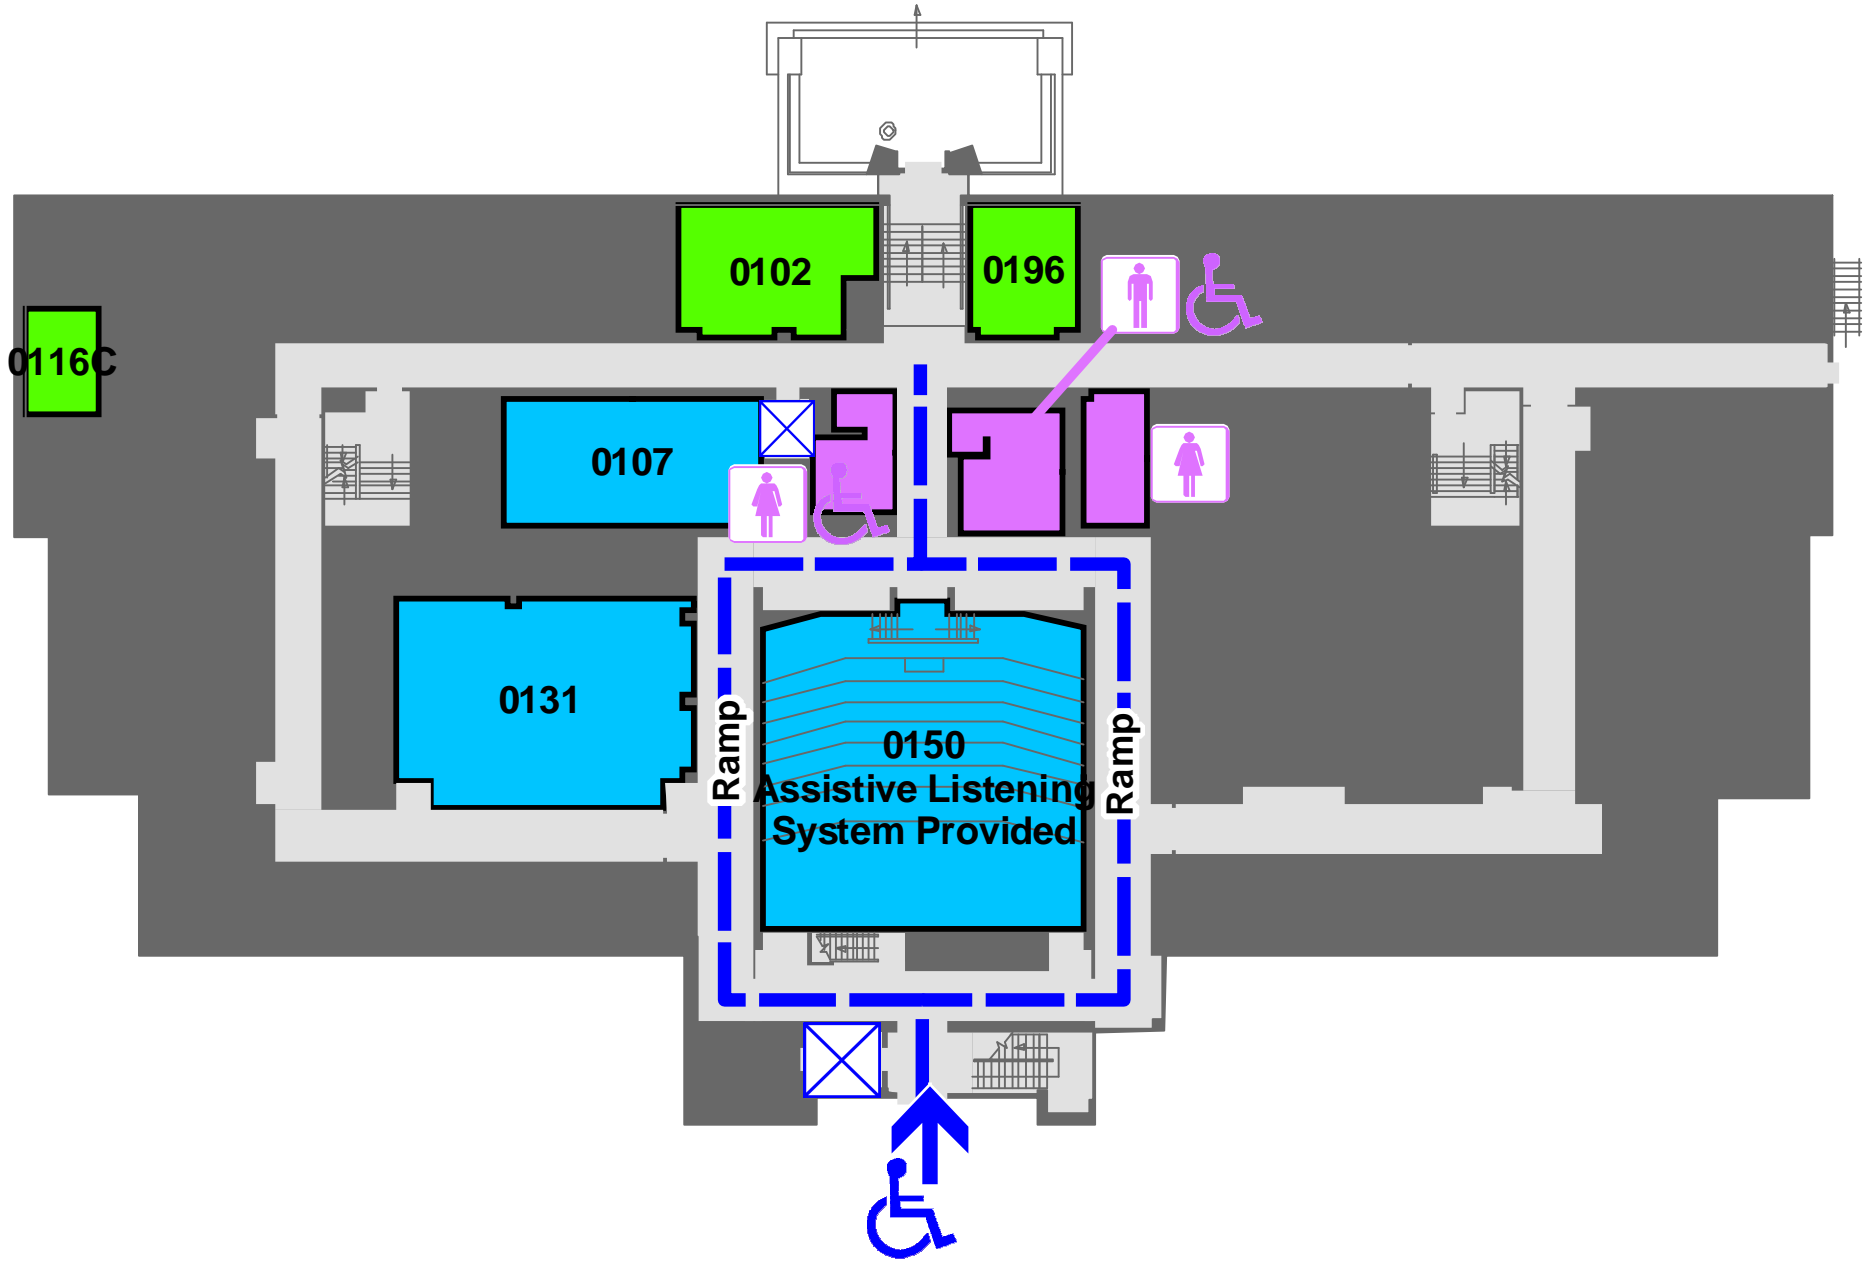 0102
0196
0116C
0107
0131
Ramp
0150
Assistive Listening
System Provided
Ramp